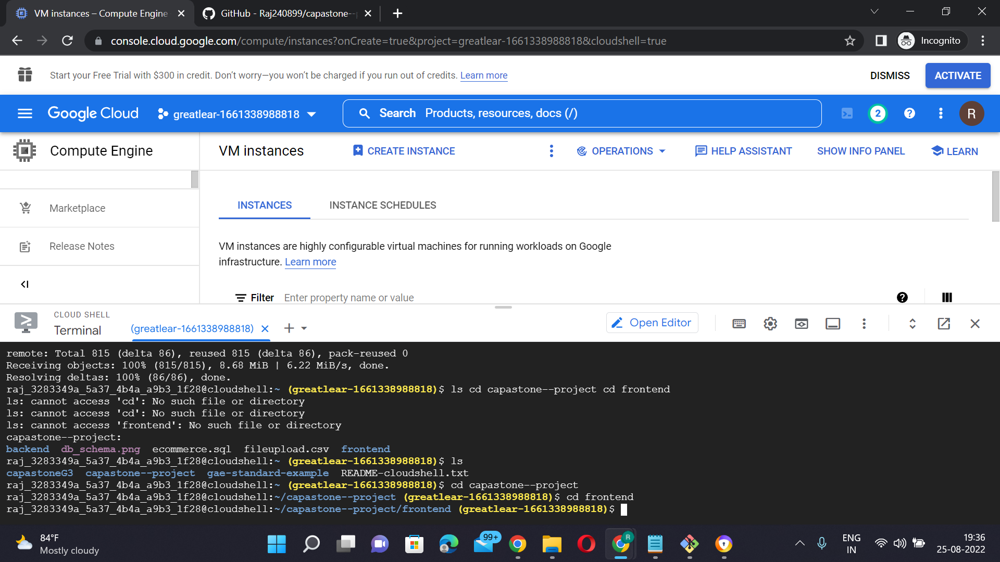 VM instances – Compute Engine
GitHub - Raj240899/capastone--
console.cloud.google.com/compute/instances?onCreate=true&project=greatlear-1661338988818&cloudshell=true
Incognito
Start your Free Trial with $300 in credit. Don't worry—you won't be charged if you run out of credits. Learn more
DISMISS
ACTIVATE
Google Cloud
greatlear-1661338988818
Search Products, resources, docs (/)
2
R
Compute Engine
VM instances
CREATE INSTANCE
OPERATIONS
HELP ASSISTANT
SHOW INFO PANEL
LEARN
Marketplace
Release Notes
INSTANCES
INSTANCE SCHEDULES
VM instances are highly configurable virtual machines for running workloads on Google
infrastructure. Learn more
Filter Enter property name or value
CLOUD SHELL
Terminal
(greatlear-1661338988818)
Open Editor
remote: Total 815 (delta 86), reused 815 (delta 86), pack-reused 0
Receiving objects: 100% (815/815), 8.68 MiB | 6.22 MiB/s, done.
Resolving deltas: 100% (86/86), done.
raj_3283349a_5a37_4b4a_a9b3_1f28@cloudshell:~ (greatlear-1661338988818)$ ls cd capastone--project cd frontend
ls: cannot access 'cd': No such file or directory
ls: cannot access 'cd': No such file or directory
ls: cannot access 'frontend': No such file or directory
capastone--project:
backend db_schema.png ecommerce.sql fileupload.csv frontend
raj_3283349a_5a37_4b4a_a9b3_1f28@cloudshell:~ (greatlear-1661338988818)$ ls
capastoneG3 capastone--project gae-standard-example README-cloudshell.txt
raj_3283349a_5a37_4b4a_a9b3_1f28@cloudshell:~ (greatlear-1661338988818)$ cd capastone--project
raj_3283349a_5a37_4b4a_a9b3_1f28@cloudshell:~/capastone--project (greatlear-1661338988818)$ cd frontend
raj_3283349a_5a37_4b4a_a9b3_1f28@cloudshell:~/capastone--project/frontend (greatlear-1661338988818)$
84°F
Mostly cloudy
99+
R
ENG
IN
19:36
25-08-2022